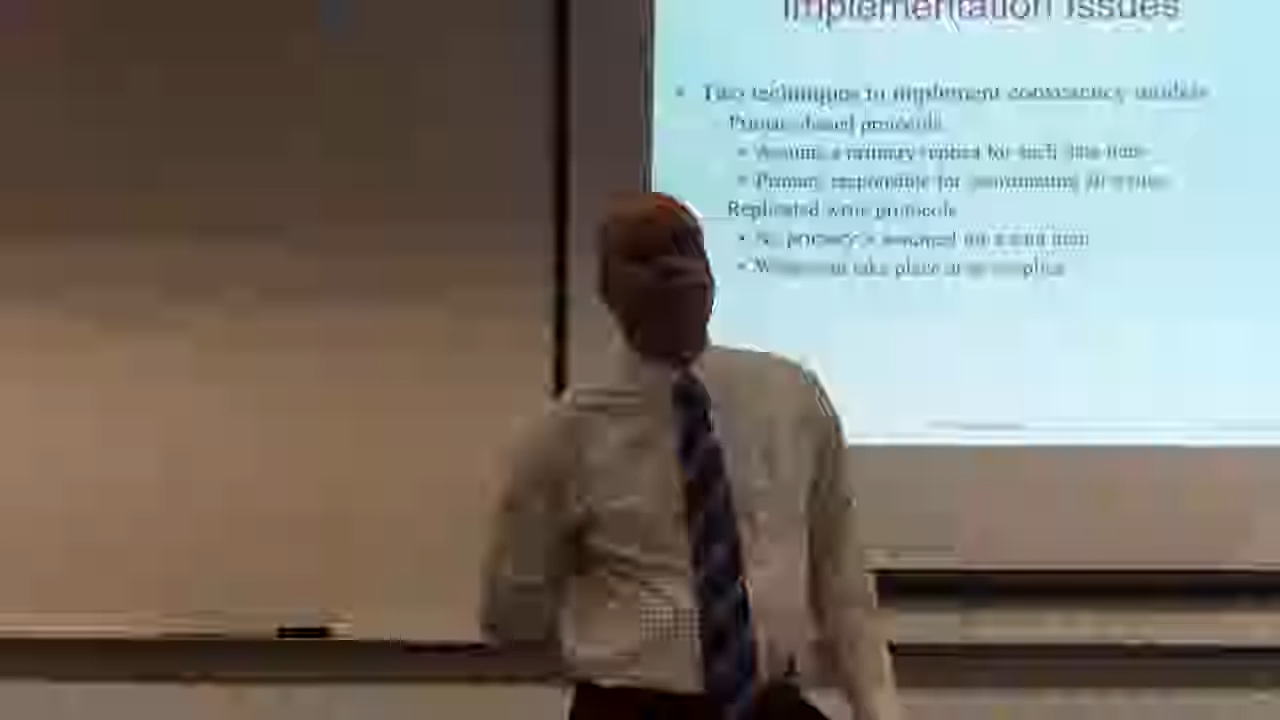 Implementation Issues
• Two techniques to implement consistency models
Primary-based protocols
• Assume a primary replica for each data item
• Primary responsible for coordinating all writes
Replicated write protocols
• No primary is assumed for a data item
• Writes can take place at any replica